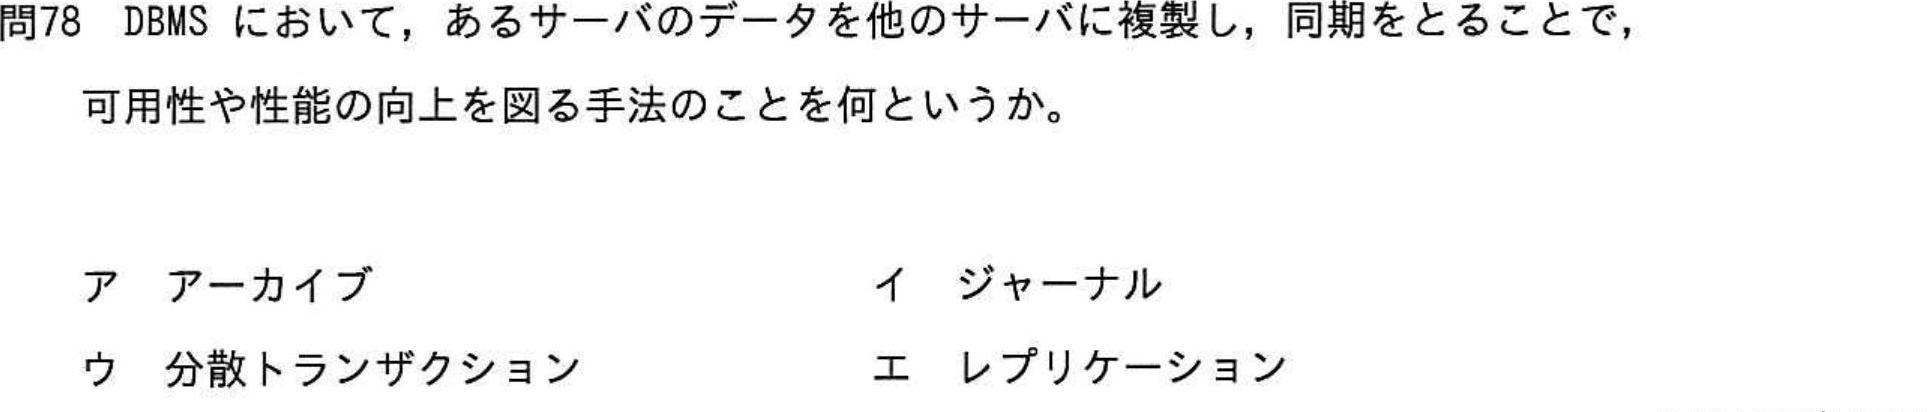 問78　DBMS において，あるサーバのデータを他のサーバに複製し，同期をとることで，
可用性や性能の向上を図る手法のことを何というか。
ア　アーカイブ　イ　ジャーナル
ウ　分散トランザクション　エ　レプリケーション